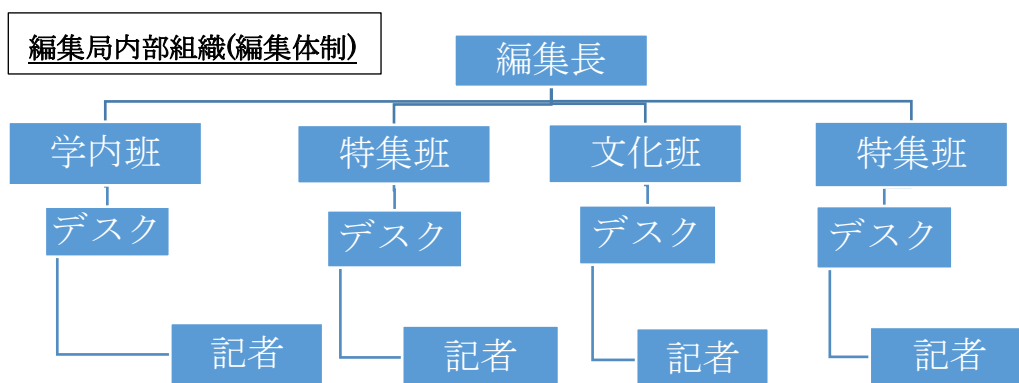 編集局内部組織(編集体制)
編集長
学内班
特集班
文化班
特集班
デスク
デスク
デスク
デスク
記者
記者
記者
記者